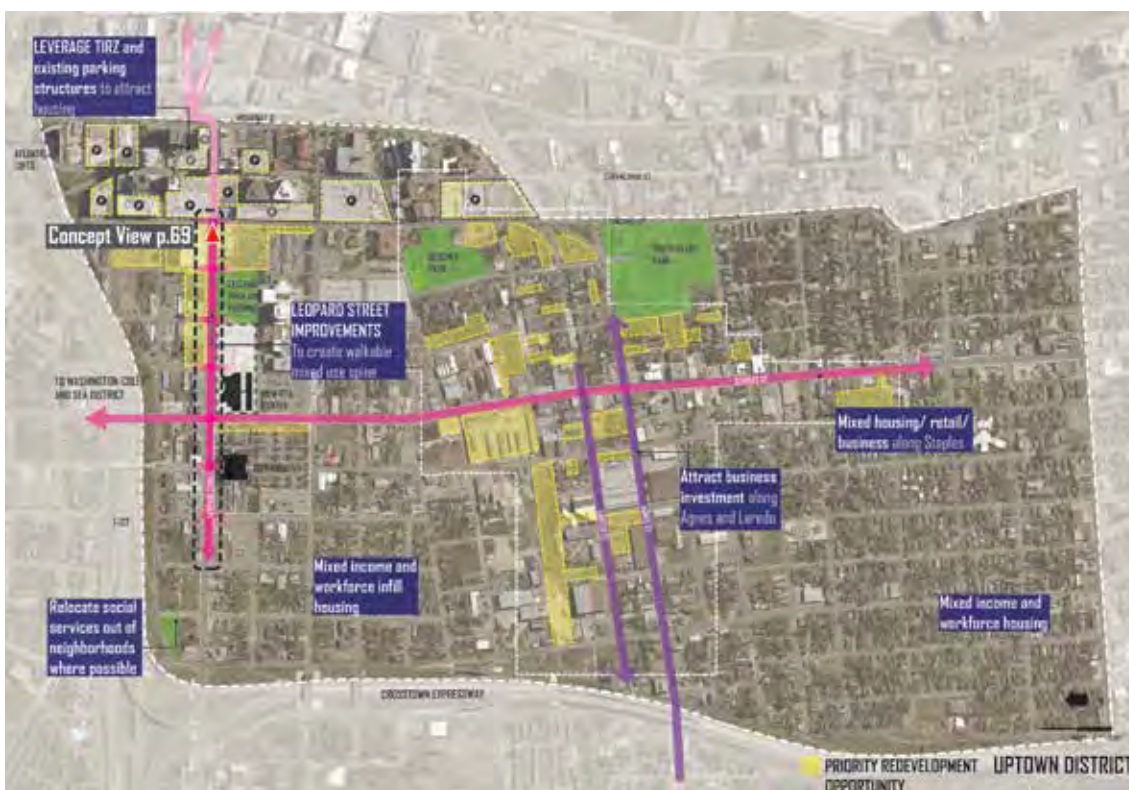 LEVERAGE TIRZ and
existing parking
structures to attract
housing
Concept View p.69
LEOPARD STREET
IMPROVEMENTS
To create walkable
mixed use spine
TO WASHINGTON-COLES
AND SEA DISTRICT
Mixed housing/ retail/
business along Staples
Attract business
investment along
Agnes and Laredo
I-37
Mixed income and
workforce infill
housing
Relocate social
services out of
neighborhoods
where possible
Mixed income and
workforce housing
CROSSTOWN EXPRESSWAY
PRIORITY REDEVELOPMENT
OPPORTUNITY
UPTOWN DISTRICT